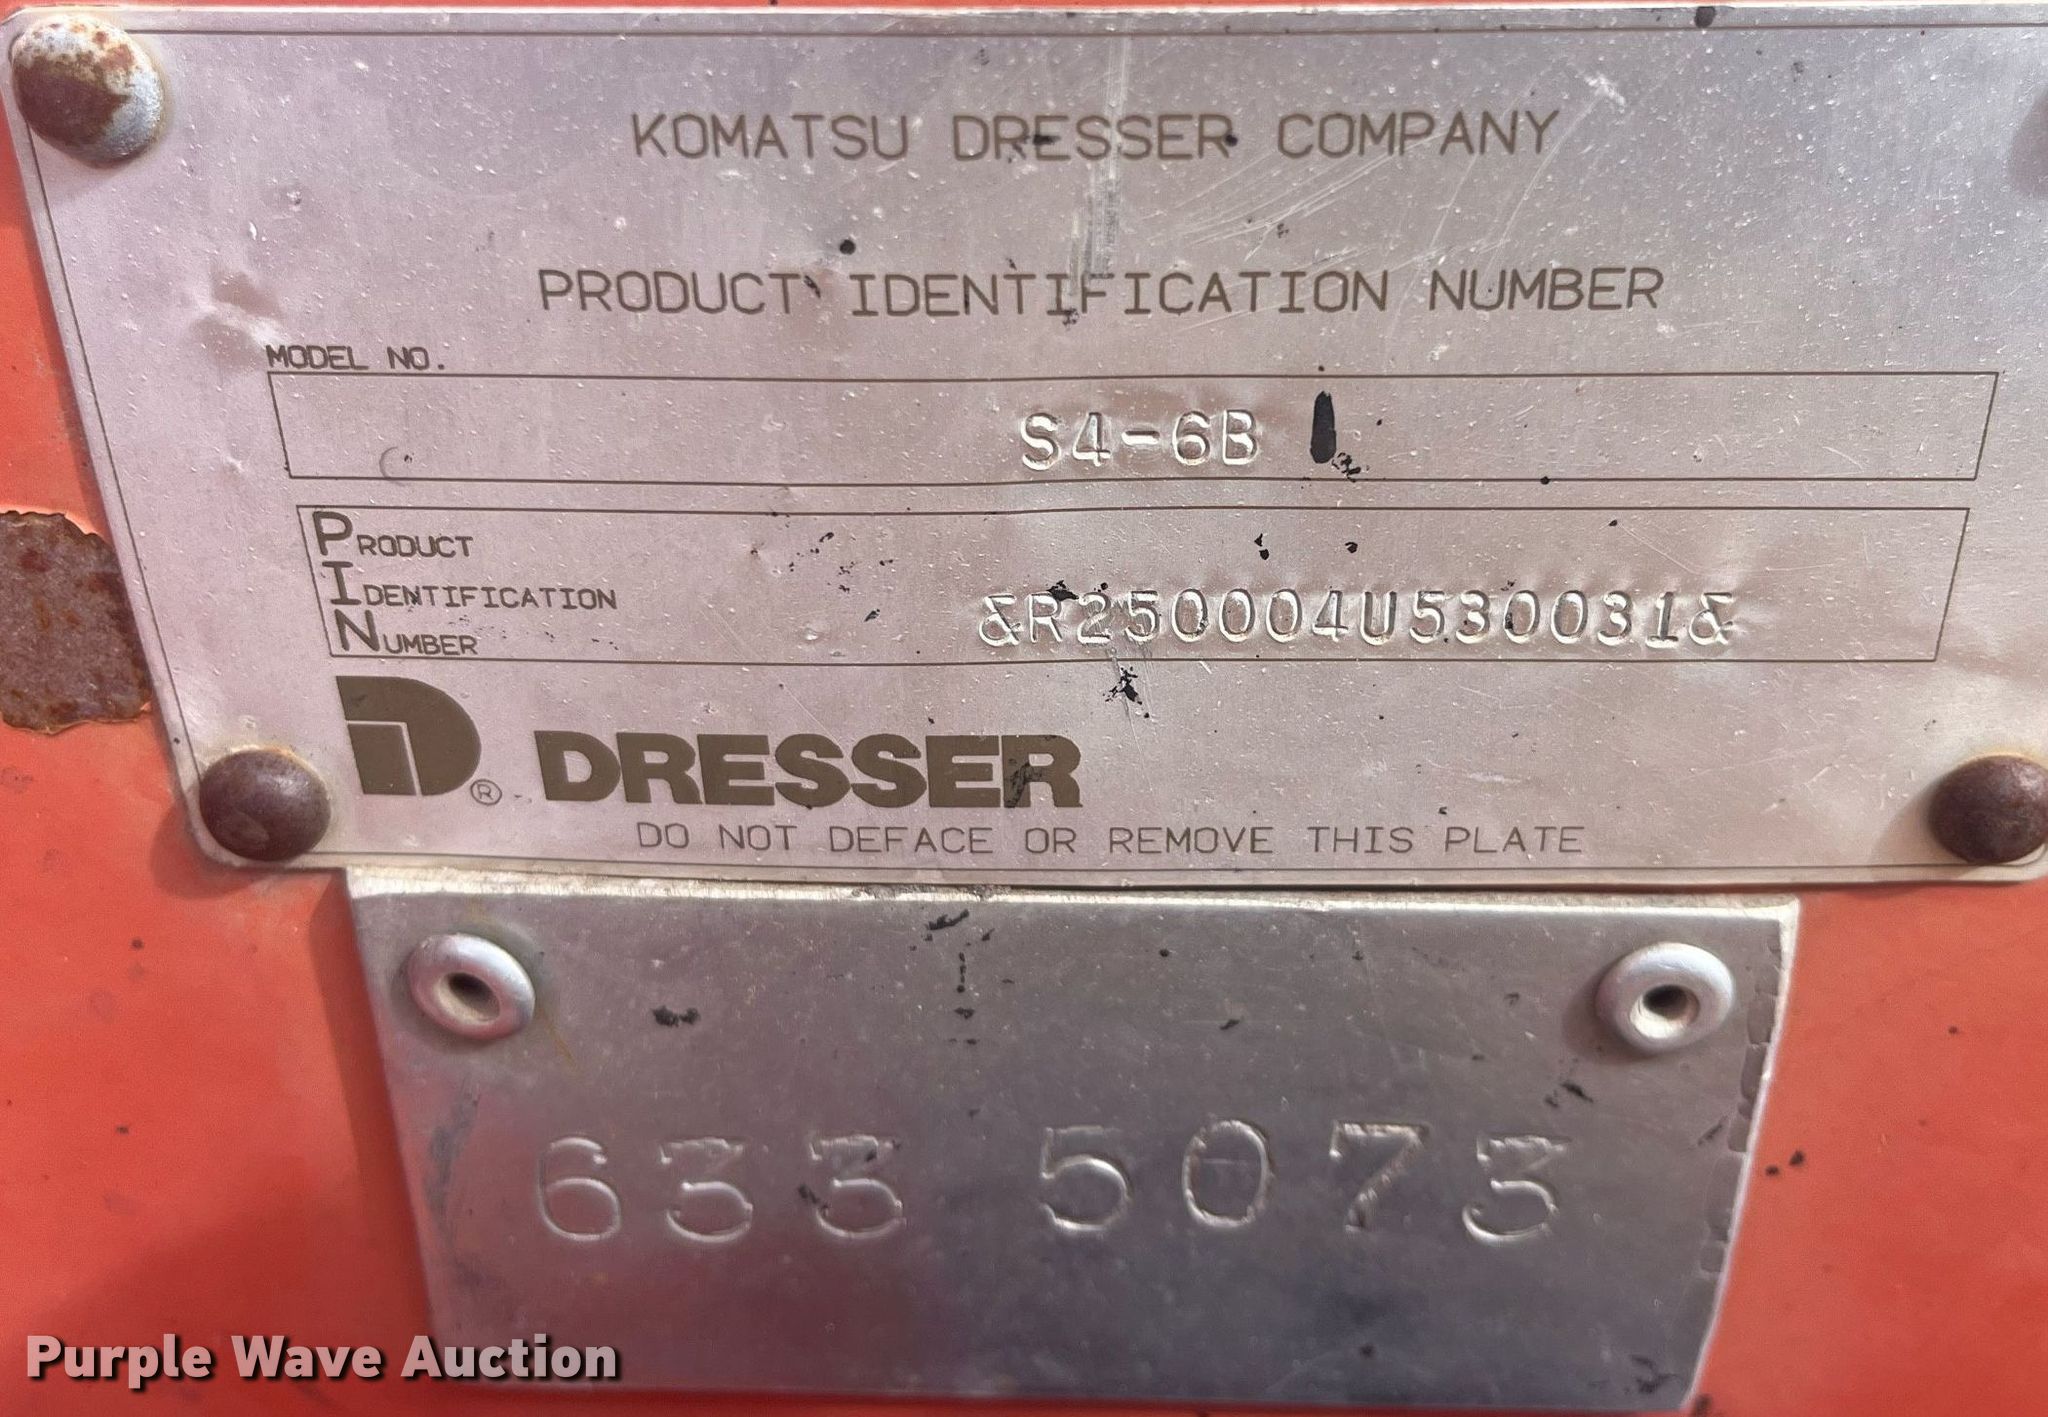 KOMATSU DRESSER COMPANY
PRODUCT IDENTIFICATION NUMBER
MODEL NO.
S4-6B
PRODUCT
IDENTIFICATION
NUMBER
&R250004U530031&
D® DRESSER
DO NOT DEFACE OR REMOVE THIS PLATE
633 5073
Purple Wave Auction